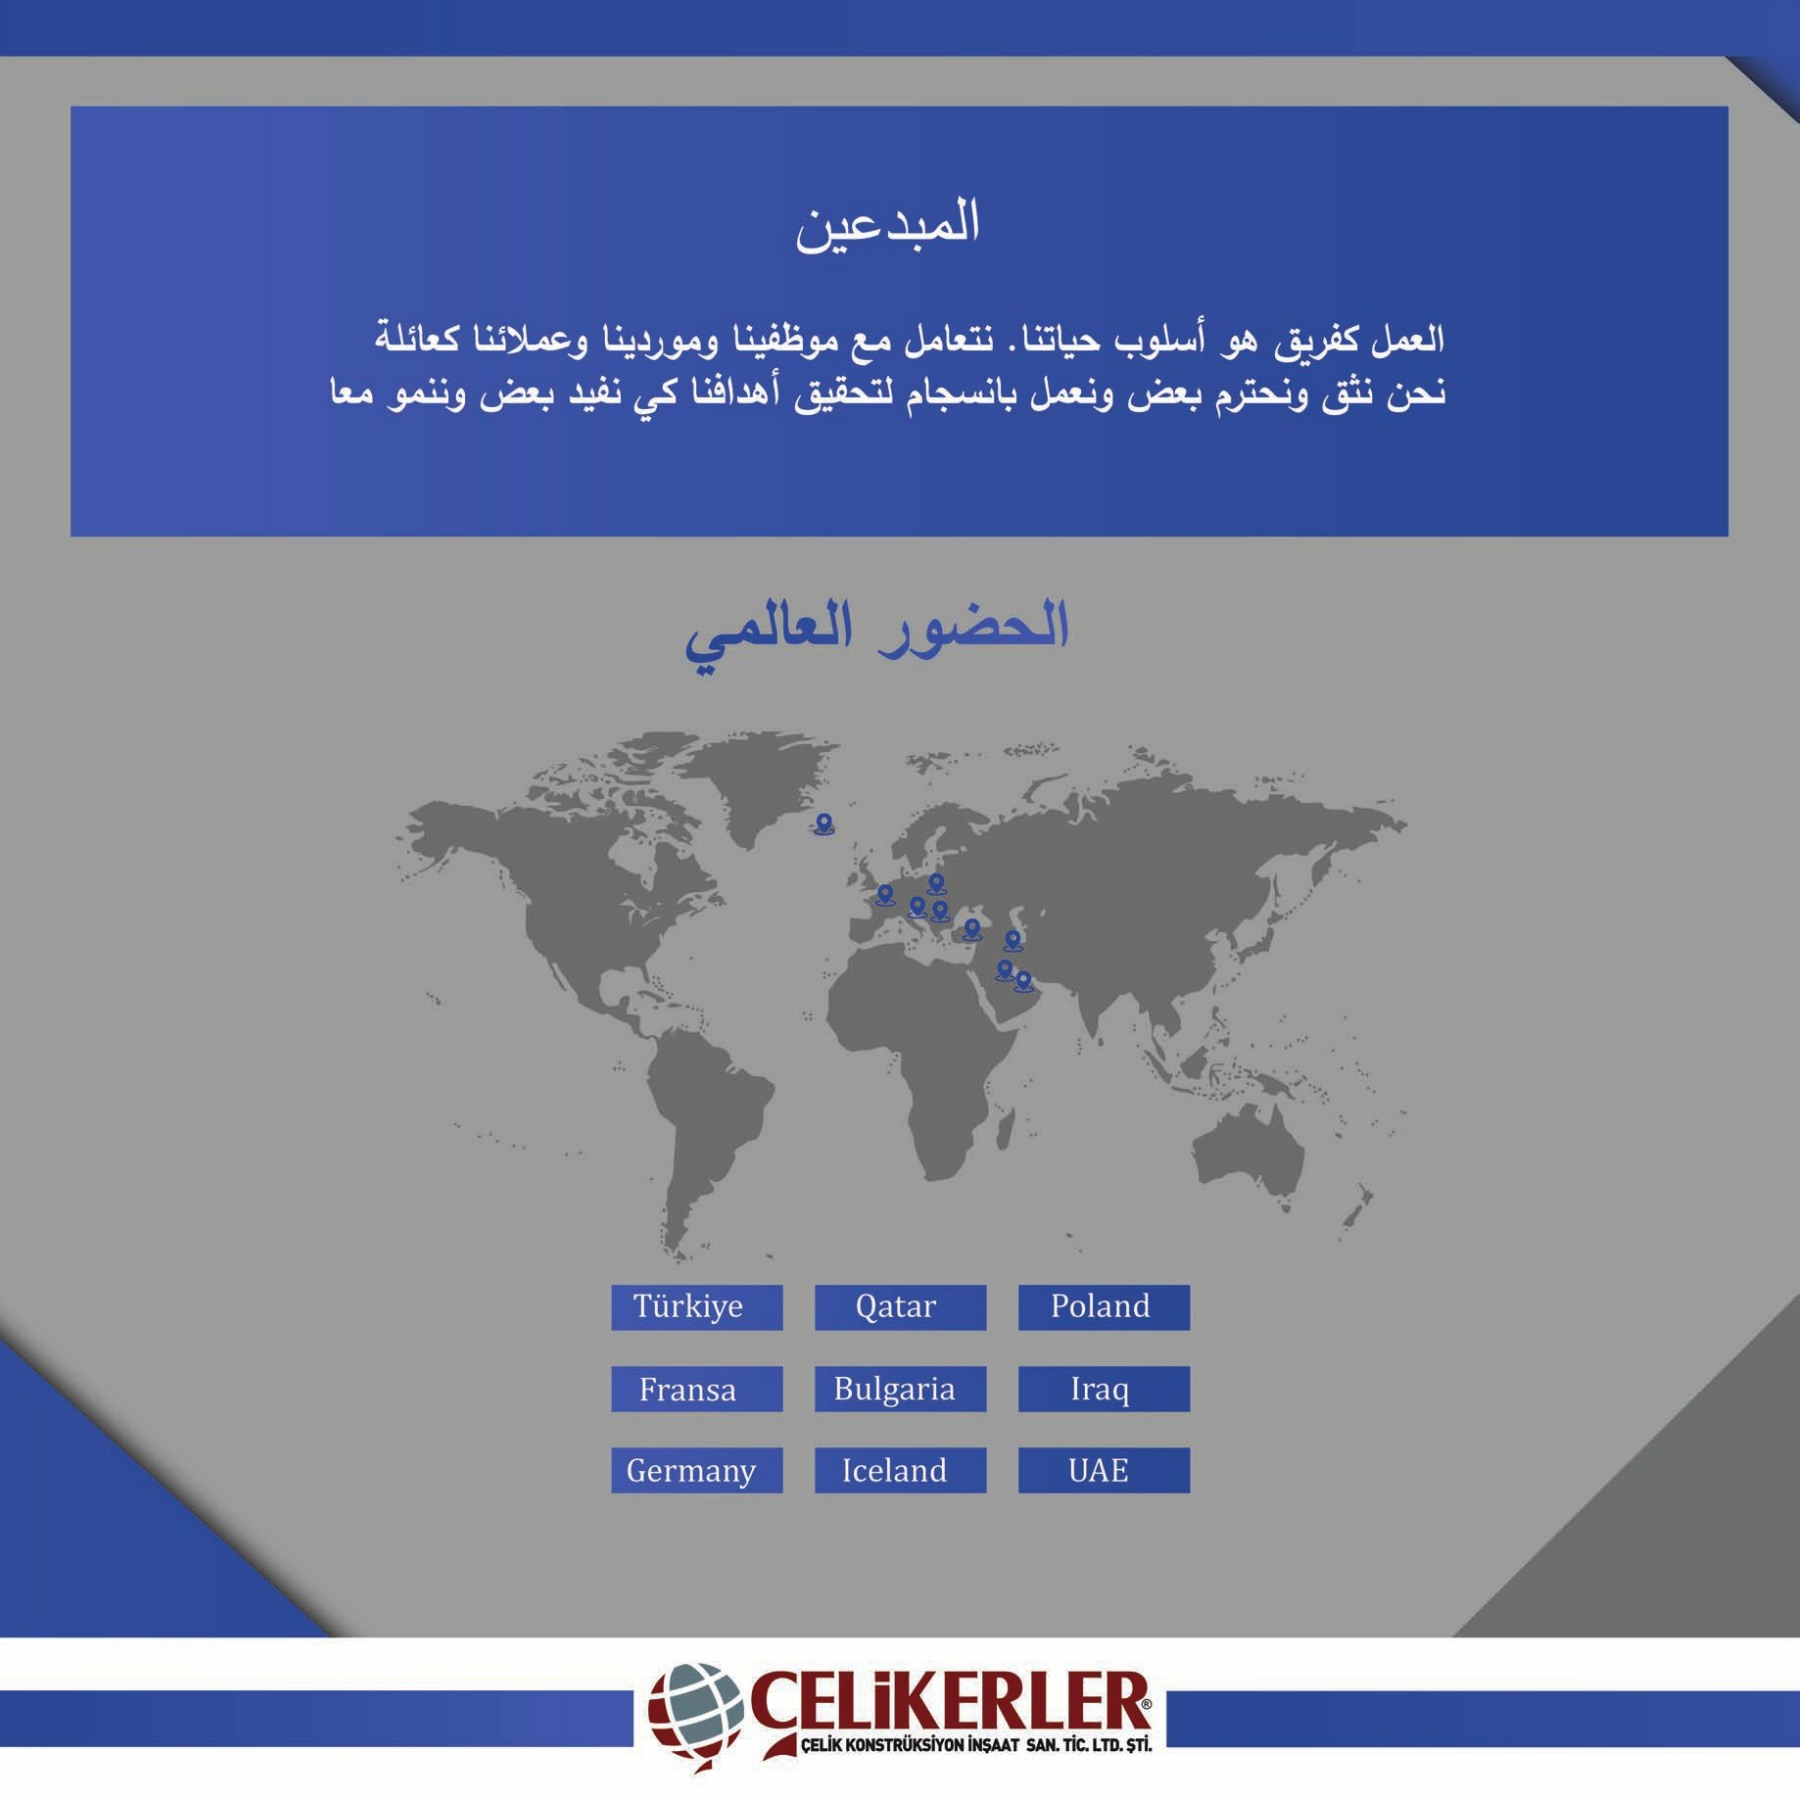 المبدعين
العمل كفريق هو أسلوب حياتنا. نتعامل مع موظفينا وموردينا وعملائنا كعائلة
نحن نثق ونحترم بعض ونعمل بانسجام لتحقيق أهدافنا كي نفيد بعض وننمو معا
الحضور العالمي
Türkiye Qatar Poland
Fransa Bulgaria Iraq
Germany Iceland UAE
ÇELiKERLER®
ÇELİK KONSTRÜKSİYON İNŞAAT SAN. TİC. LTD. ŞTİ.